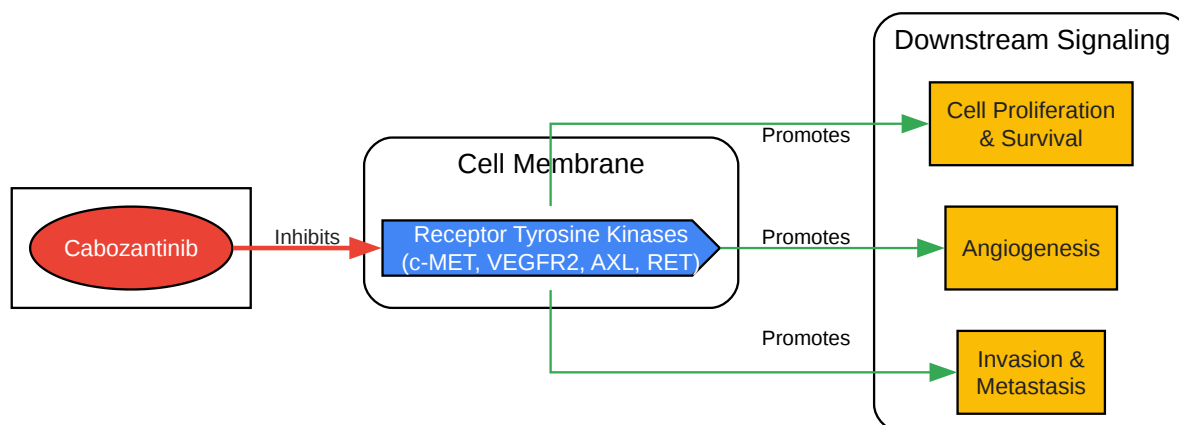 Downstream Signaling
Cell Proliferation
& Survival
Promotes
Cell Membrane
Cabozantinib
Inhibits
Receptor Tyrosine Kinases
(c-MET, VEGFR2, AXL, RET)
Promotes
Angiogenesis
Promotes
Invasion &
Metastasis